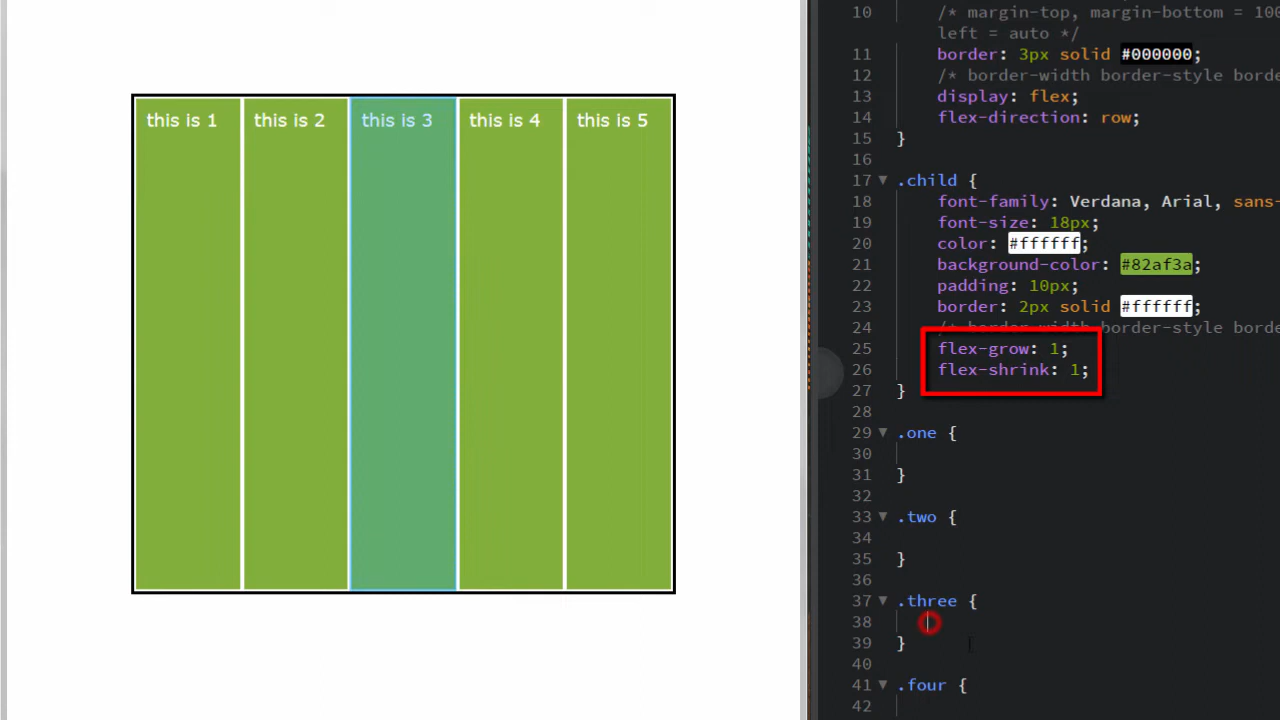 this is 1 this is 2 this is 3 this is 4 this is 5
10 /* margin-top, margin-bottom = 100
left = auto */
11 border: 3px solid #000000;
12 /* border-width border-style borde
13 display: flex;
14 flex-direction: row;
15 }
16
17 .child {
18 font-family: Verdana, Arial, sans-
19 font-size: 18px;
20 color: #ffffff;
21 background-color: #82af3a;
22 padding: 10px;
23 border: 2px solid #ffffff;
24 /* border-width border-style borde
25 flex-grow: 1;
26 flex-shrink: 1;
27 }
28
29 .one {
30
31 }
32
33 .two {
34
35 }
36
37 .three {
38
39 }
40
41 .four {
42